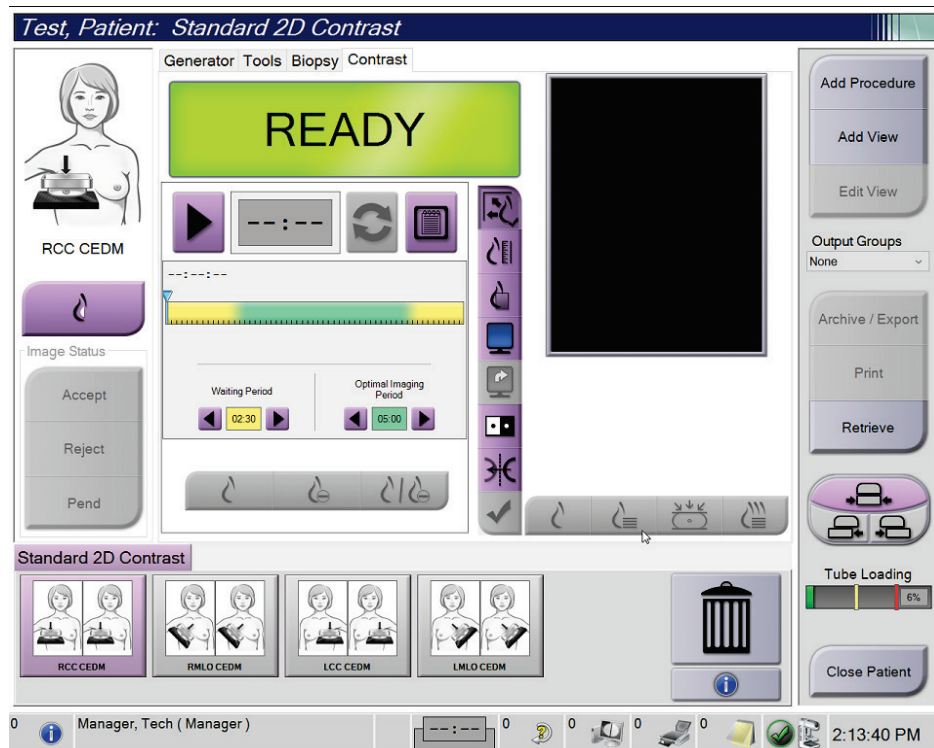 Test, Patient: Standard 2D Contrast
Generator Tools Biopsy Contrast
READY
--:--
RCC CEDM
--:--:--
Image Status
Accept
Reject
Pend
Waiting Period
02:30
Optimal Imaging
Period
05:00
Add Procedure
Add View
Edit View
Output Groups
None
Archive / Export
Print
Retrieve
Tube Loading
6%
Close Patient
Standard 2D Contrast
RCC CEDM
RMLO CEDM
LCC CEDM
LMLO CEDM
0 Manager, Tech ( Manager ) --:-- 0 0 0 0 2:13:40 PM